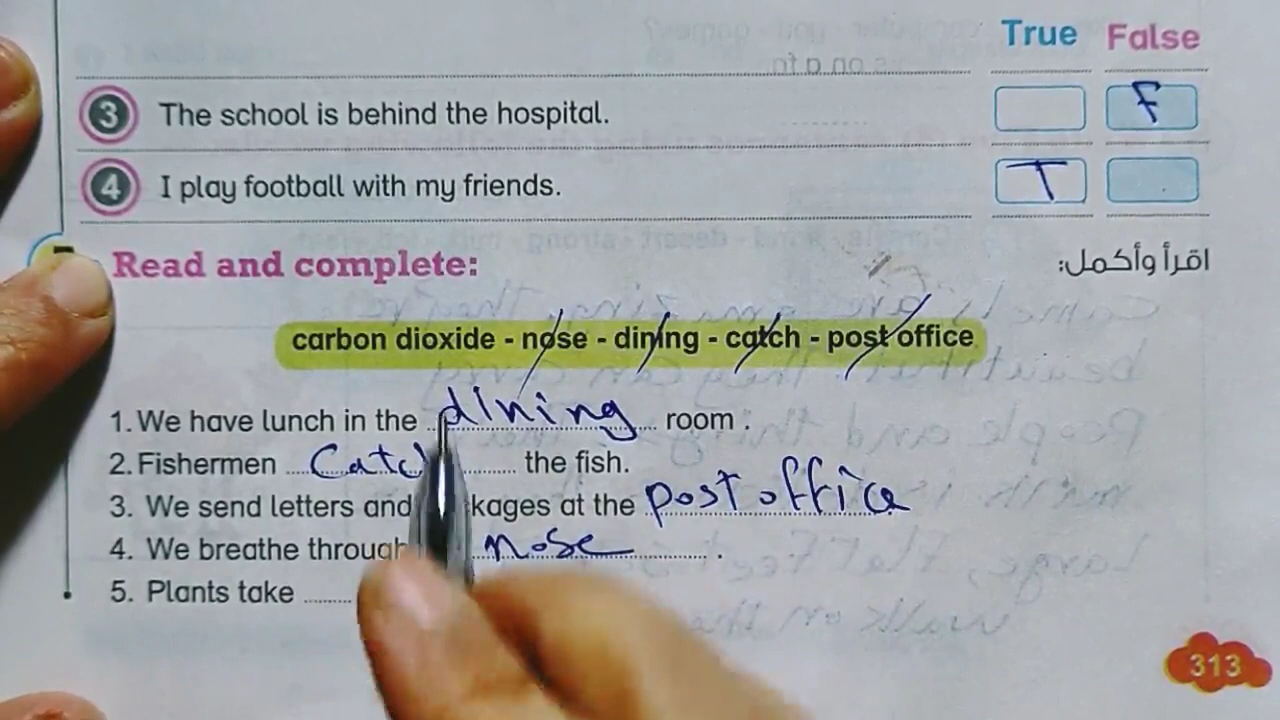 True False
3 The school is behind the hospital. F
4 I play football with my friends. T
Read and complete: اقرأ وأكمل:
carbon dioxide - nose - dining - catch - post office
1. We have lunch in the dining room .
2. Fishermen Catc the fish.
3. We send letters and kages at the post office
4. We breathe through nose .
5. Plants take
313